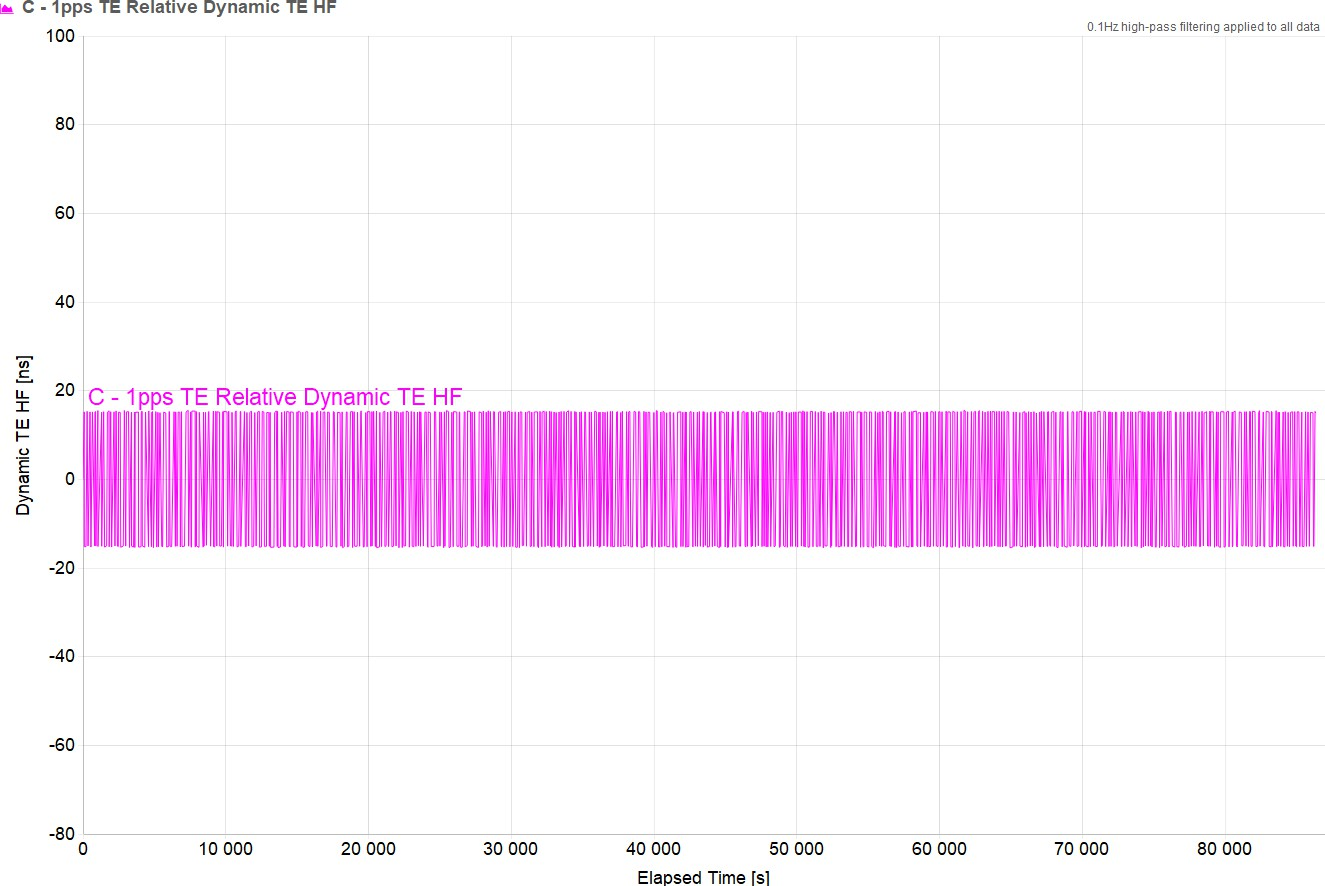 C - 1pps TE Relative Dynamic TE HF
0.1Hz high-pass filtering applied to all data
100
80
60
40
20
0
-20
-40
-60
-80
Dynamic TE HF [ns]
C - 1pps TE Relative Dynamic TE HF
0 10 000 20 000 30 000 40 000 50 000 60 000 70 000 80 000
Elapsed Time [s]